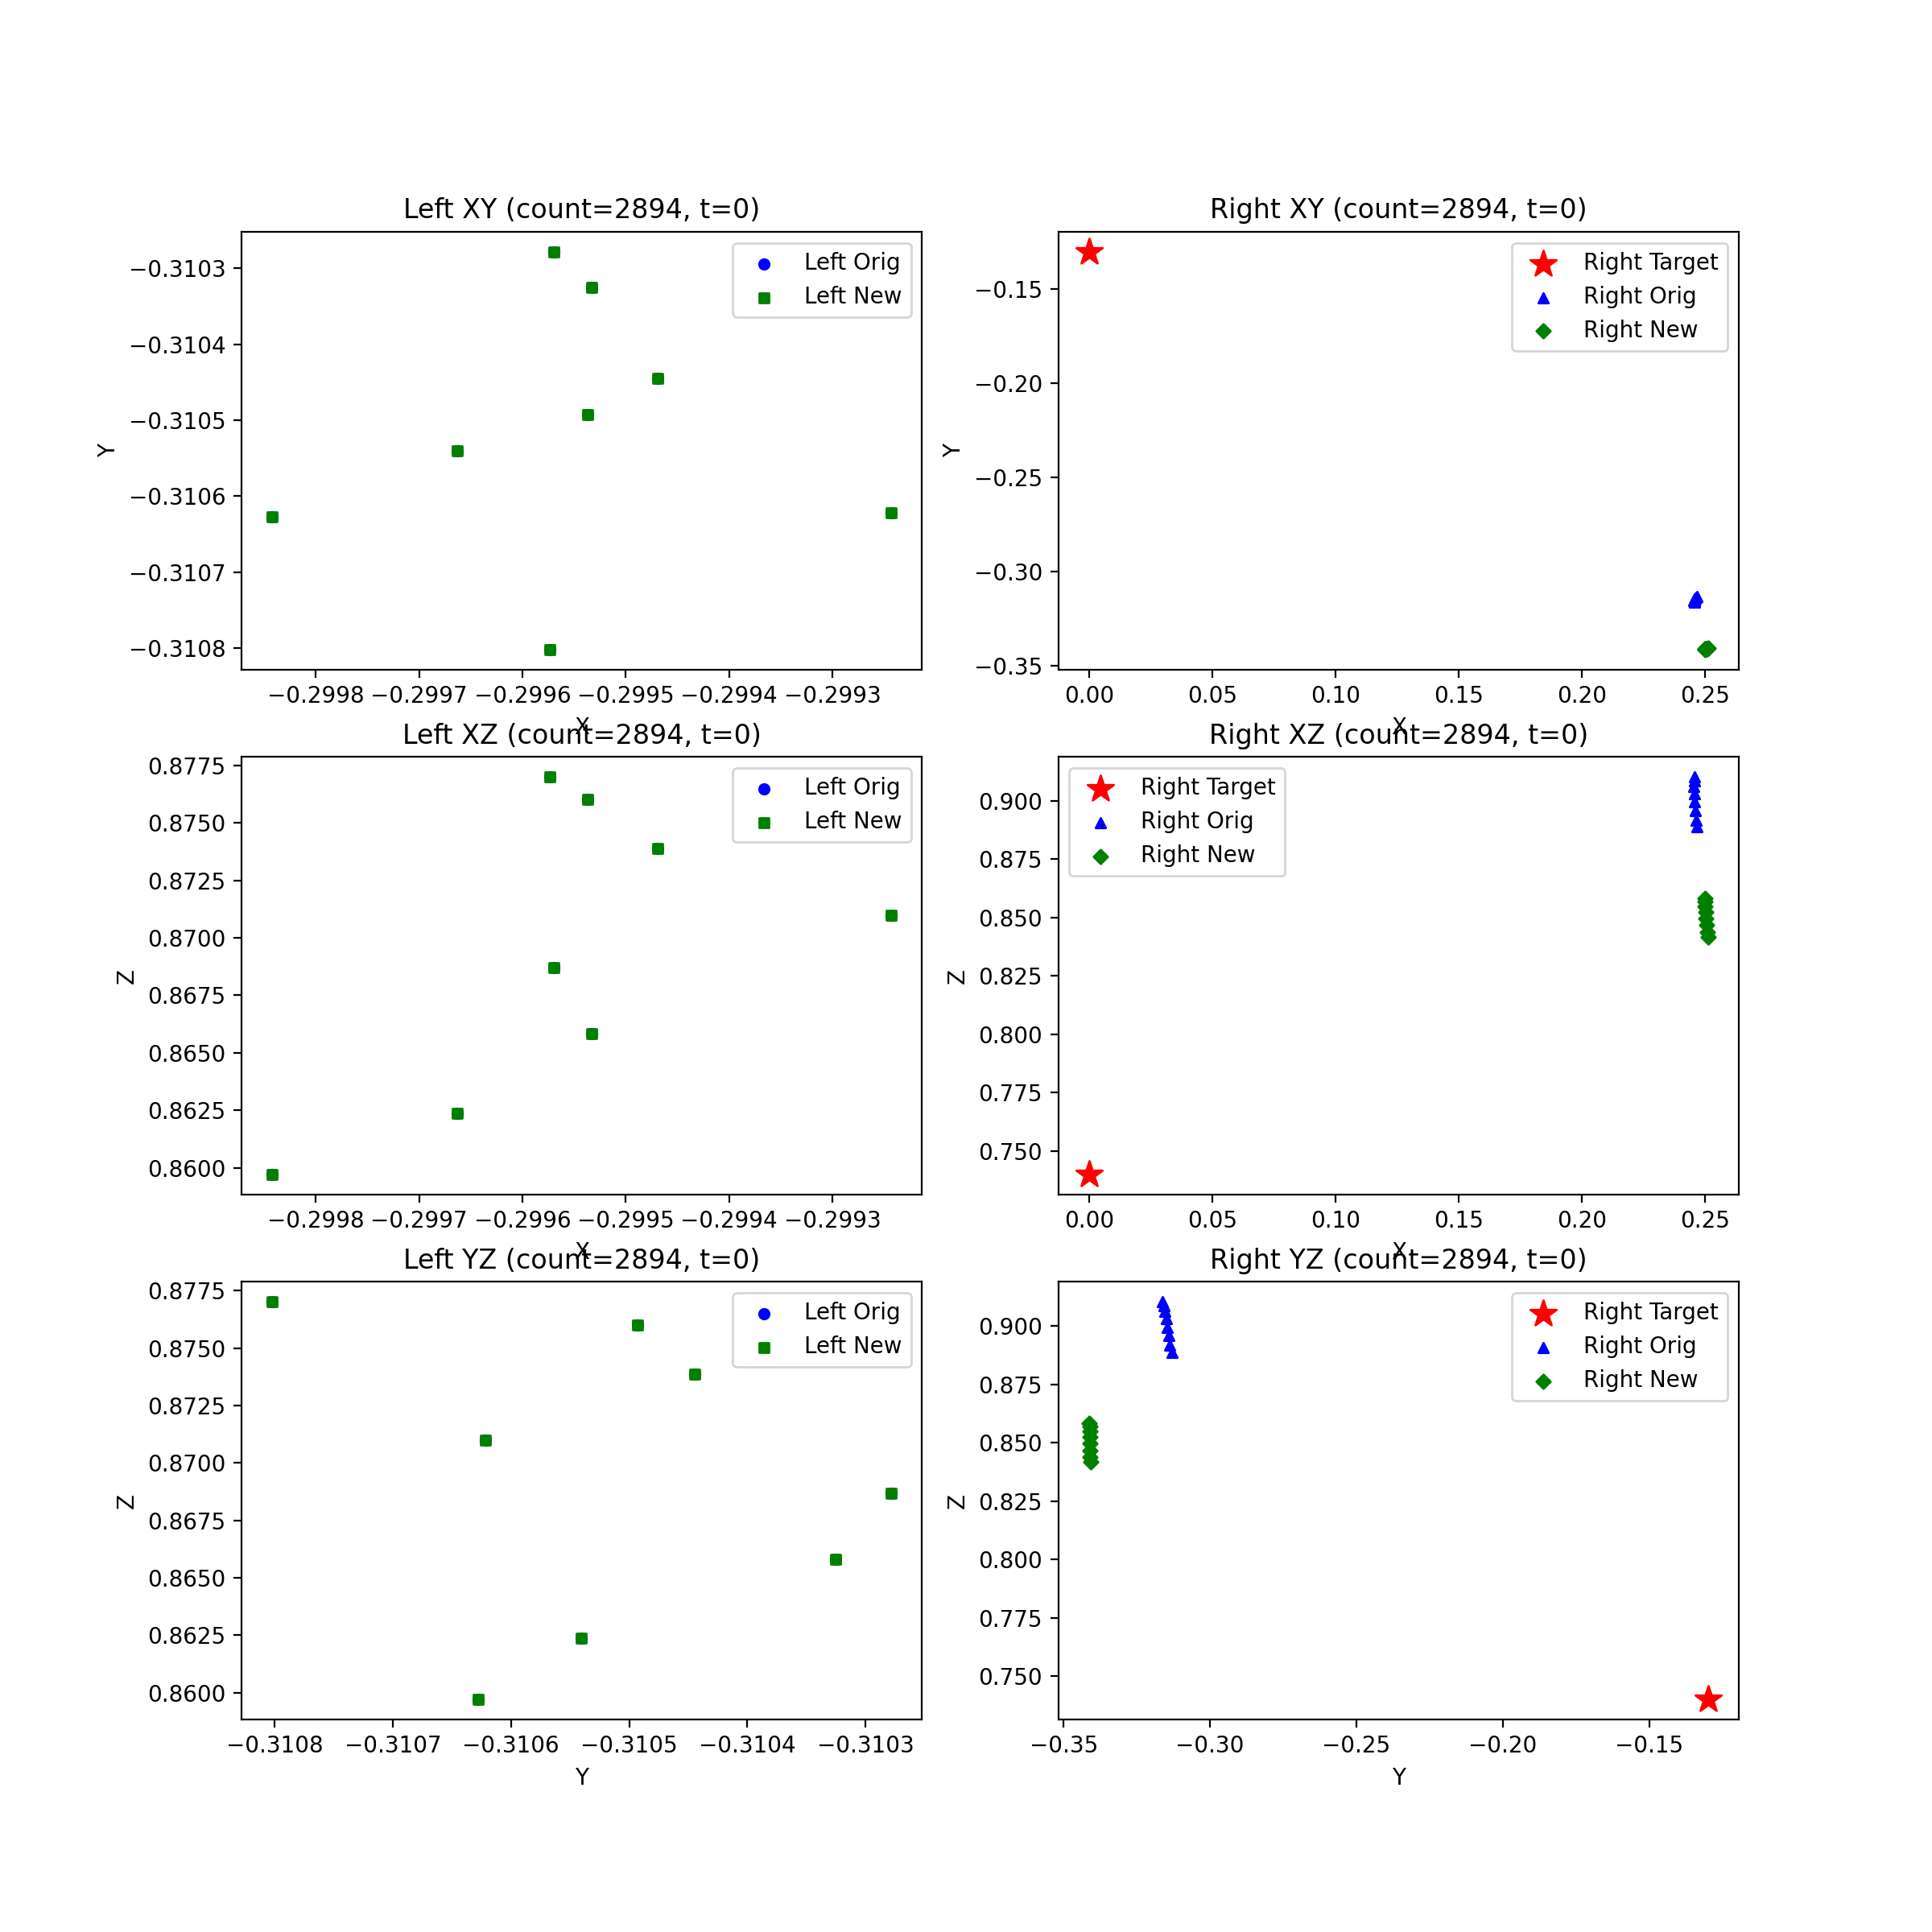 Left XY (count=2894, t=0)
Left Orig
Left New
−0.3103
−0.3104
−0.3105
−0.3106
−0.3107
−0.3108
Y
−0.2998 −0.2997 −0.2996 −0.2995 −0.2994 −0.2993
X
Right XY (count=2894, t=0)
Right Target
Right Orig
Right New
−0.15
−0.20
−0.25
−0.30
−0.35
Y
0.00 0.05 0.10 0.15 0.20 0.25
X
Left XZ (count=2894, t=0)
Left Orig
Left New
0.8775
0.8750
0.8725
0.8700
0.8675
0.8650
0.8625
0.8600
Z
−0.2998 −0.2997 −0.2996 −0.2995 −0.2994 −0.2993
X
Right XZ (count=2894, t=0)
Right Target
Right Orig
Right New
0.900
0.875
0.850
0.825
0.800
0.775
0.750
Z
0.00 0.05 0.10 0.15 0.20 0.25
X
Left YZ (count=2894, t=0)
Left Orig
Left New
0.8775
0.8750
0.8725
0.8700
0.8675
0.8650
0.8625
0.8600
Z
−0.3108 −0.3107 −0.3106 −0.3105 −0.3104 −0.3103
Y
Right YZ (count=2894, t=0)
Right Target
Right Orig
Right New
0.900
0.875
0.850
0.825
0.800
0.775
0.750
Z
−0.35 −0.30 −0.25 −0.20 −0.15
Y